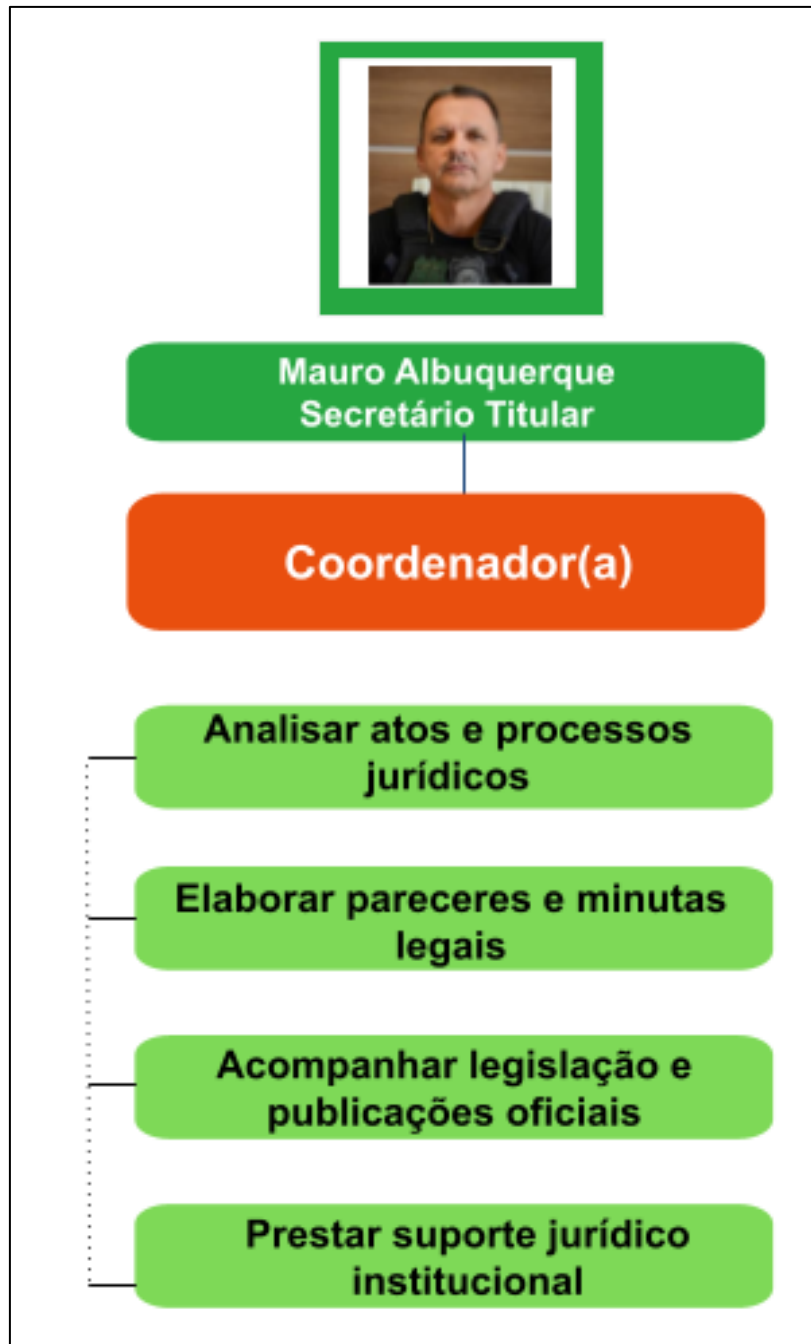 Mauro Albuquerque
Secretário Titular
Coordenador(a)
Analisar atos e processos
jurídicos
Elaborar pareceres e minutas
legais
Acompanhar legislação e
publicações oficiais
Prestar suporte jurídico
institucional